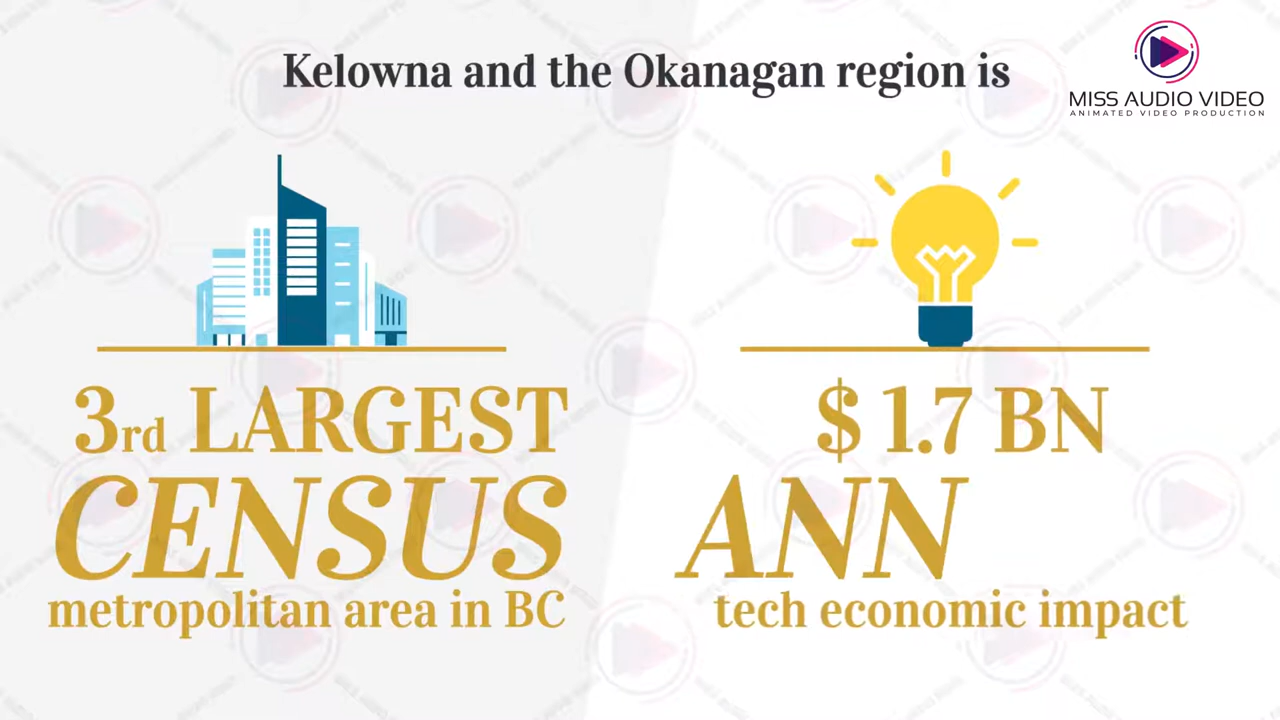 Kelowna and the Okanagan region is
MISS AUDIO VIDEO
ANIMATED VIDEO PRODUCTION
3rd LARGEST
CENSUS
metropolitan area in BC
$ 1.7 BN
ANN
tech economic impact